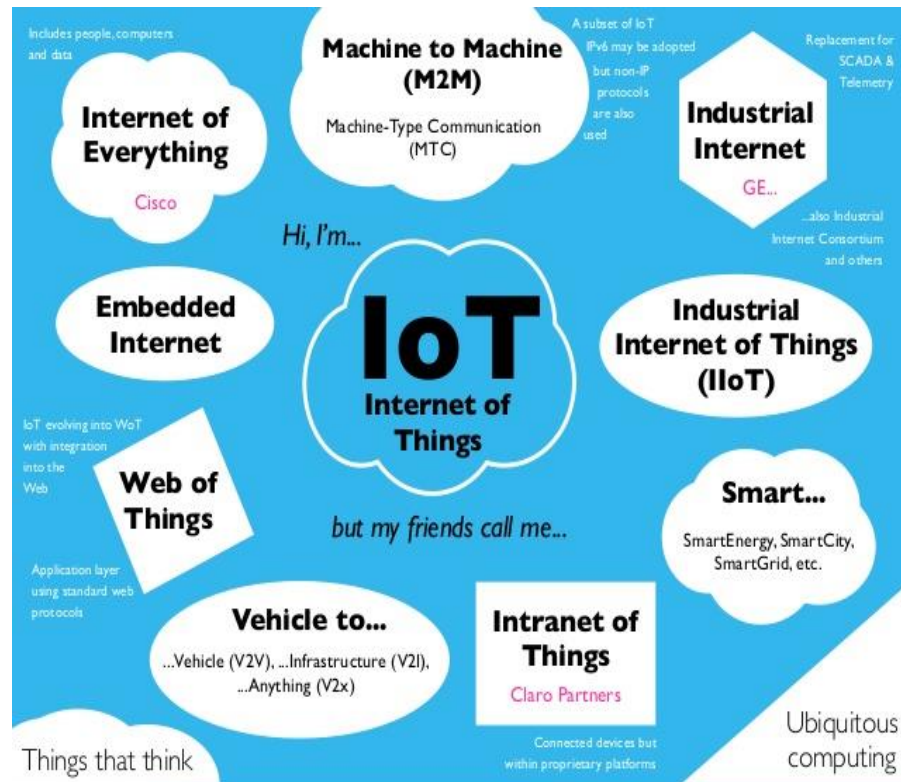 Includes people, computers
and data
Internet of
Everything
Cisco
Machine to Machine
(M2M)
Machine-Type Communication
(MTC)
A subset of IoT
IPv6 may be adopted
but non-IP
protocols
are also
used
Replacement for
SCADA &
Telemetry
Industrial
Internet
GE...
...also Industrial
Internet Consortium
and others
Hi, I'm...
IoT
Internet of
Things
but my friends call me...
Embedded
Internet
Industrial
Internet of Things
(IIoT)
IoT evolving into WoT
with integration
into the
Web
Web of
Things
Application layer
using standard web
protocols
Smart...
SmartEnergy, SmartCity,
SmartGrid, etc.
Vehicle to...
...Vehicle (V2V), ...Infrastructure (V2I),
...Anything (V2x)
Intranet of
Things
Claro Partners
Connected devices but
within proprietary platforms
Things that think
Ubiquitous
computing